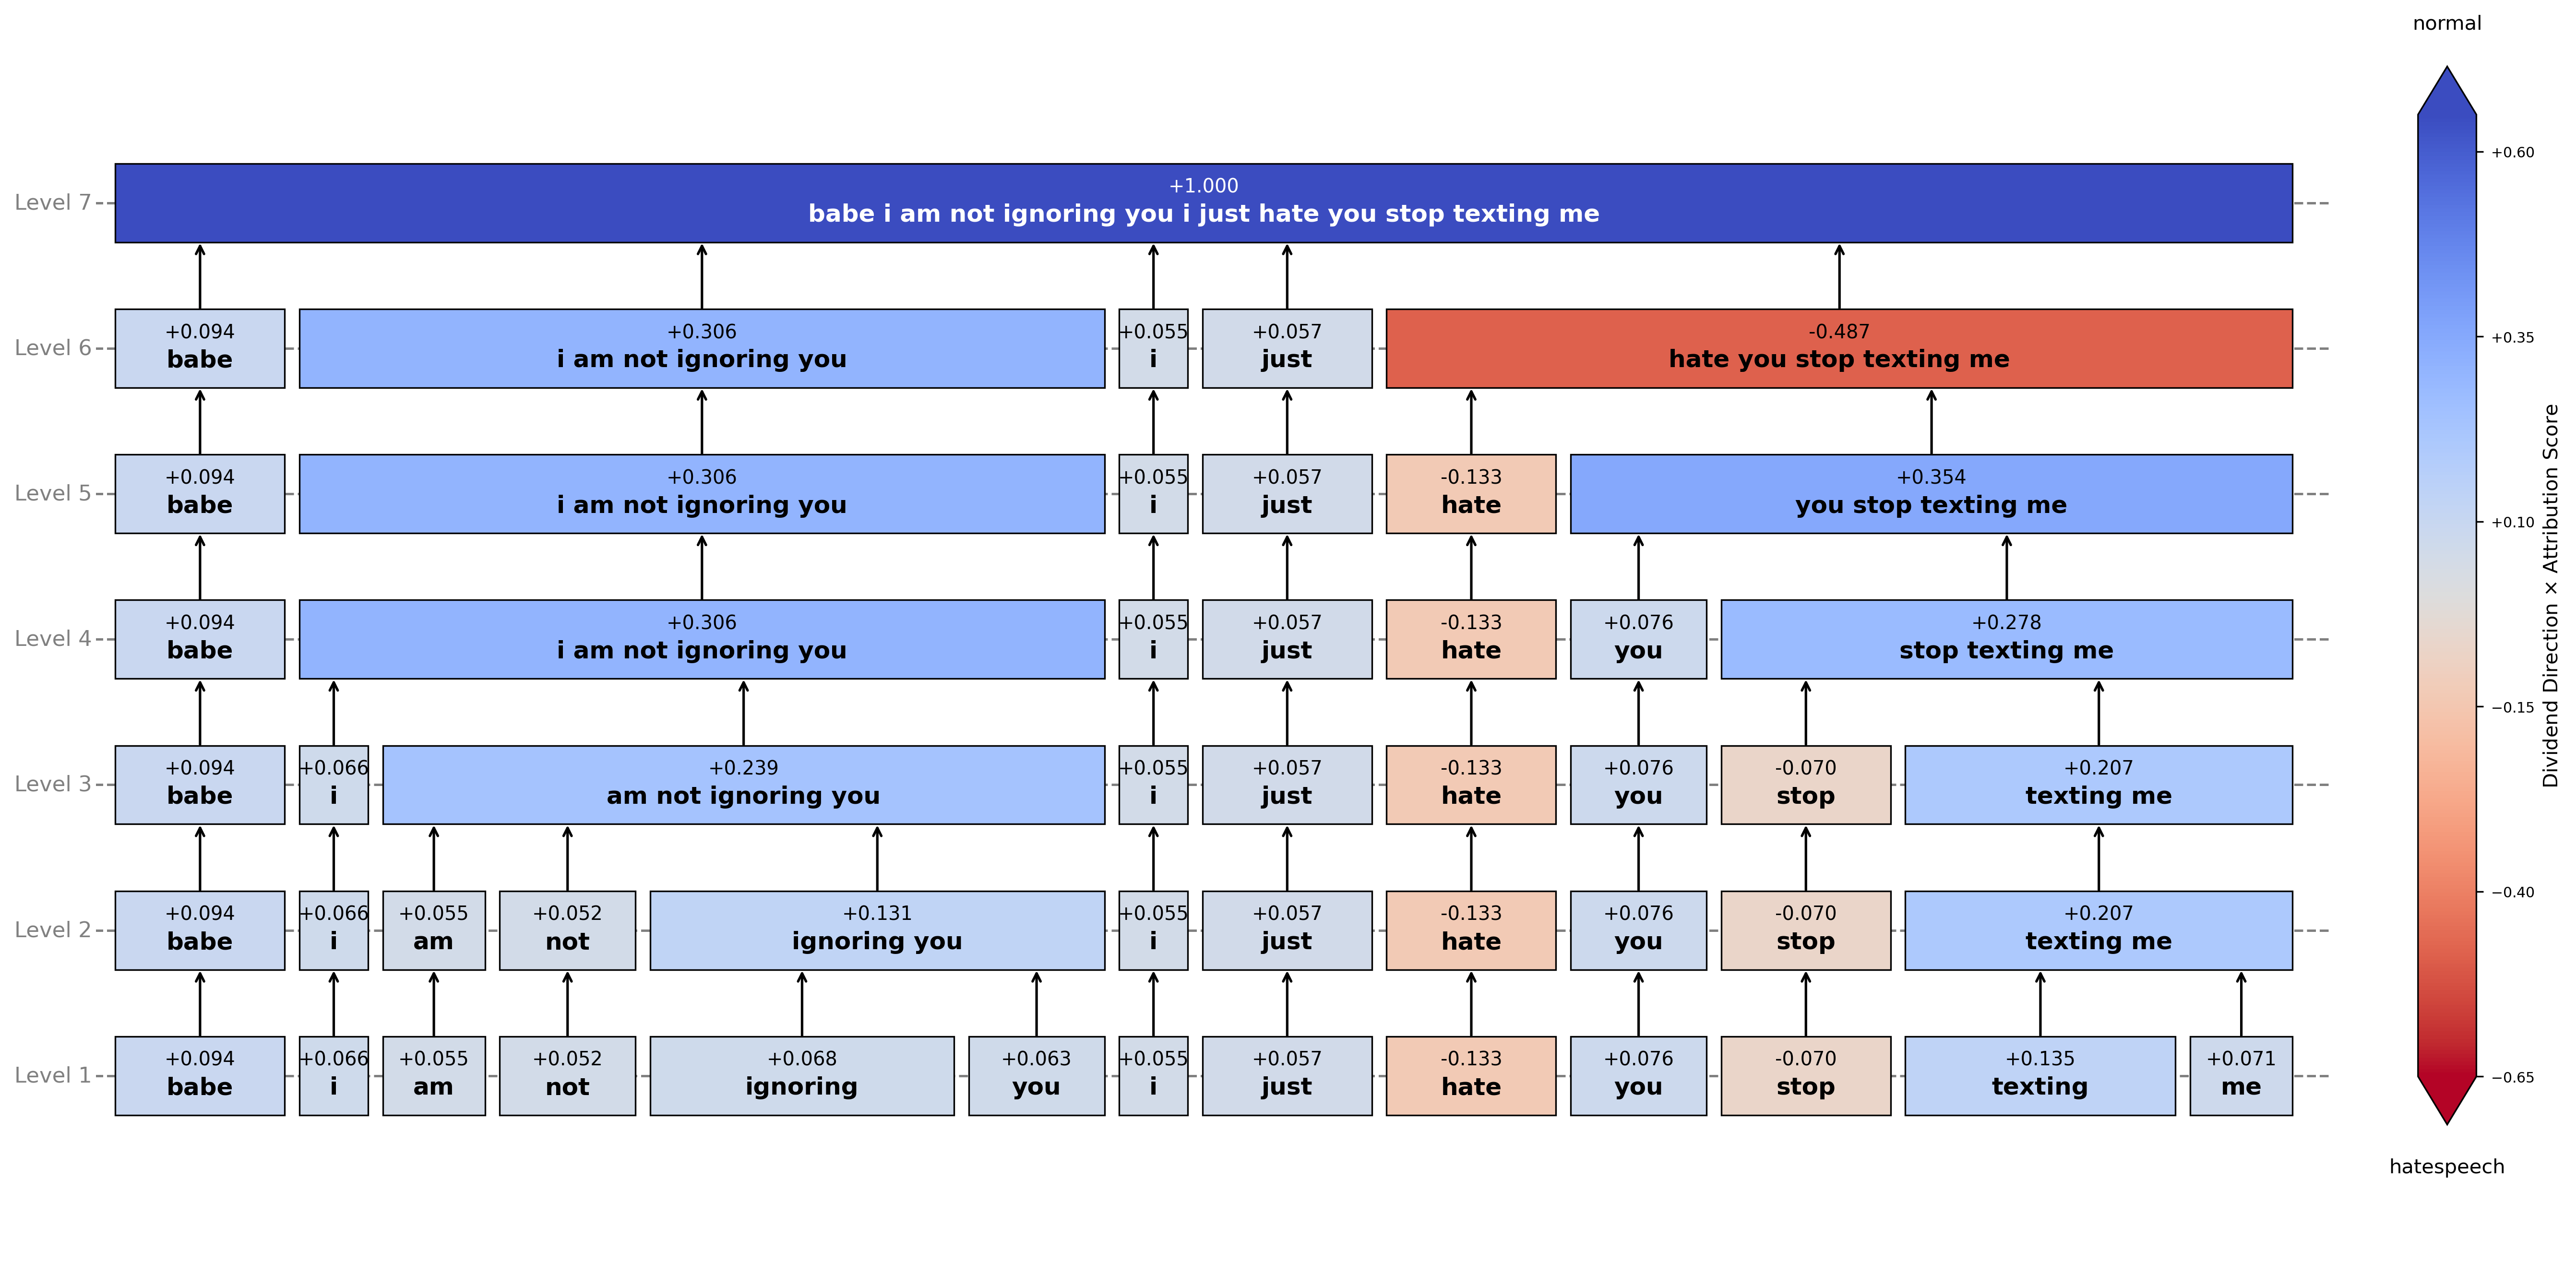 normal
+0.60
+0.35
+0.10
−0.15
−0.40
−0.65
hatespeech
Dividend Direction × Attribution Score
Level 7
+1.000
babe i am not ignoring you i just hate you stop texting me
Level 6
+0.094 +0.306 +0.055 +0.057 -0.487
babe i am not ignoring you i just hate you stop texting me
Level 5
+0.094 +0.306 +0.055 +0.057 -0.133 +0.354
babe i am not ignoring you i just hate you stop texting me
Level 4
+0.094 +0.306 +0.055 +0.057 -0.133 +0.076 +0.278
babe i am not ignoring you i just hate you stop texting me
Level 3
+0.094 +0.066 +0.239 +0.055 +0.057 -0.133 +0.076 -0.070 +0.207
babe i am not ignoring you i just hate you stop texting me
Level 2
+0.094 +0.066 +0.055 +0.052 +0.131 +0.055 +0.057 -0.133 +0.076 -0.070 +0.207
babe i am not ignoring you i just hate you stop texting me
Level 1
+0.094 +0.066 +0.055 +0.052 +0.068 +0.063 +0.055 +0.057 -0.133 +0.076 -0.070 +0.135 +0.071
babe i am not ignoring you i just hate you stop texting me